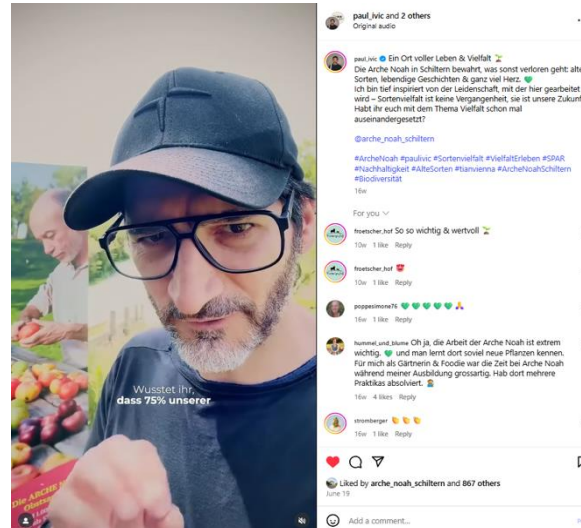 paul_ivic and 2 others
Original audio
paul_ivic Ein Ort voller Leben & Vielfalt
Die Arche Noah in Schiltern bewahrt, was sonst verloren geht: alte
Sorten, lebendige Geschichten & ganz viel Herz.
Ich bin tief inspiriert von der Leidenschaft, mit der hier gearbeitet
wird – Sortenvielfalt ist keine Vergangenheit, sie ist unsere Zukunf
Habt ihr euch mit dem Thema Vielfalt schon mal
auseinandergesetzt?
@arche_noah_schiltern
#ArcheNoah #paulivic #Sortenvielfalt #VielfaltErleben #SPAR
#Nachhaltigkeit #AlteSorten #tianvienna #ArcheNoahSchiltern
#Biodiversität
16w
For you
froetscher_hof So so wichtig & wertvoll
10w 1 like Reply
froetscher_hof
10w 1 like Reply
poppesimone76
16w 1 like Reply
hummel_und_blume Oh ja, die Arbeit der Arche Noah ist extrem
wichtig. und man lernt dort soviel neue Pflanzen kennen.
Für mich als Gärtnerin & Foodie war die Zeit bei Arche Noah
während meiner Ausbildung grossartig. Hab dort mehrere
Praktikas absolviert.
16w 4 likes Reply
stromberger
16w 1 like Reply
Liked by arche_noah_schiltern and 867 others
June 19
Add a comment...
Wusstet ihr,
dass 75% unserer
Die ARCHE
Obsts